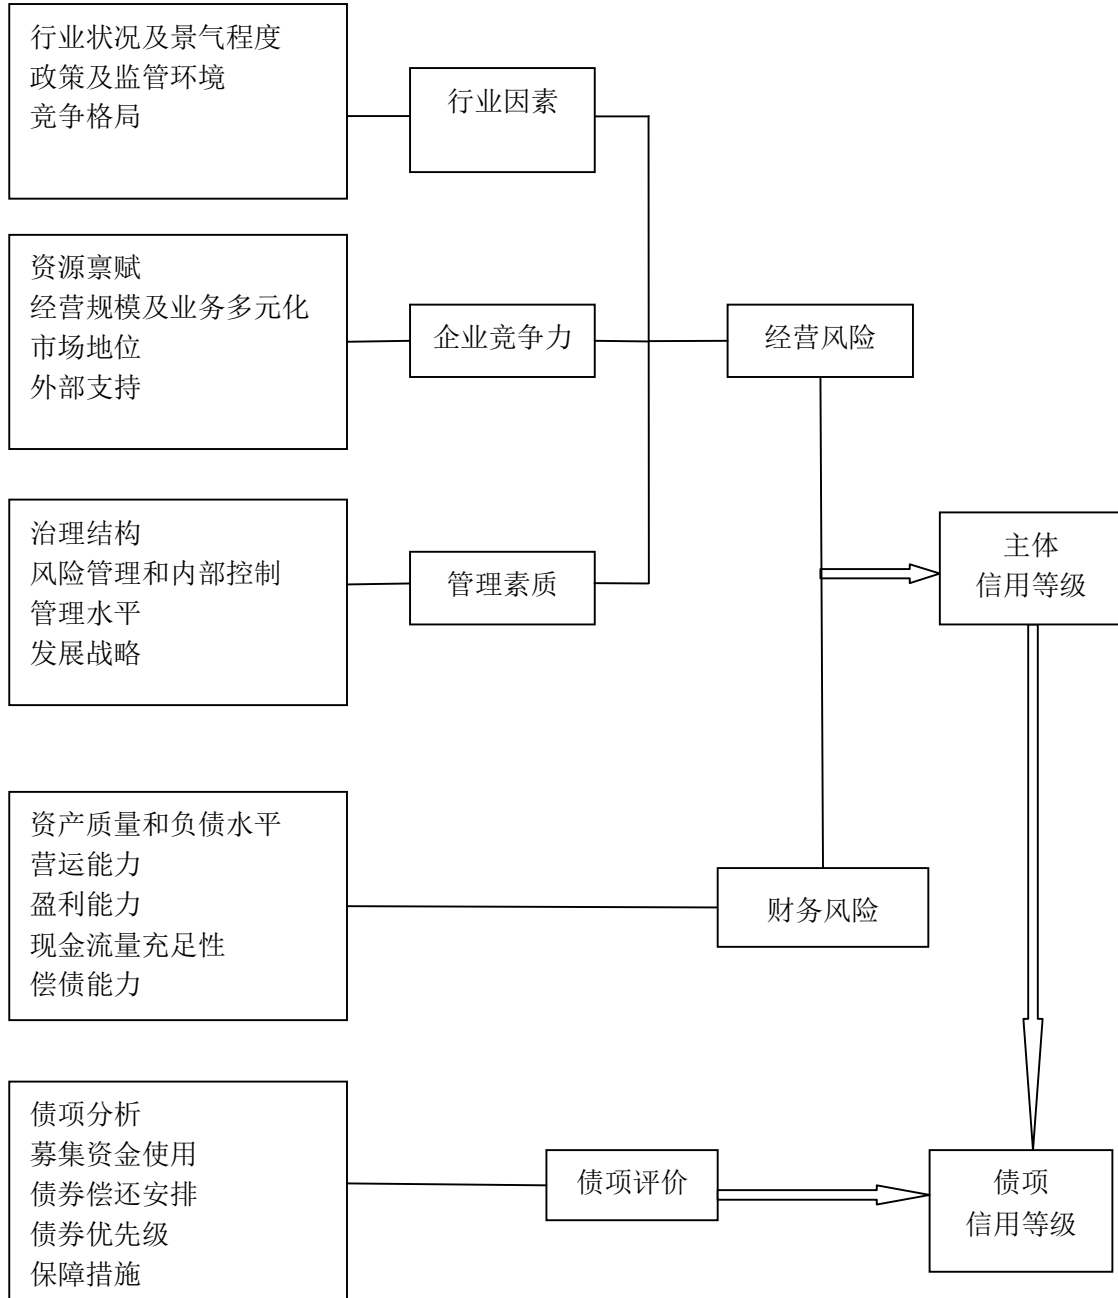 行业状况及景气程度
政策及监管环境
竞争格局
行业因素
资源禀赋
经营规模及业务多元化
市场地位
外部支持
企业竞争力
经营风险
治理结构
风险管理和内部控制
管理水平
发展战略
管理素质
主体
信用等级
资产质量和负债水平
营运能力
盈利能力
现金流量充足性
偿债能力
财务风险
债项分析
募集资金使用
债券偿还安排
债券优先级
保障措施
债项评价
债项
信用等级